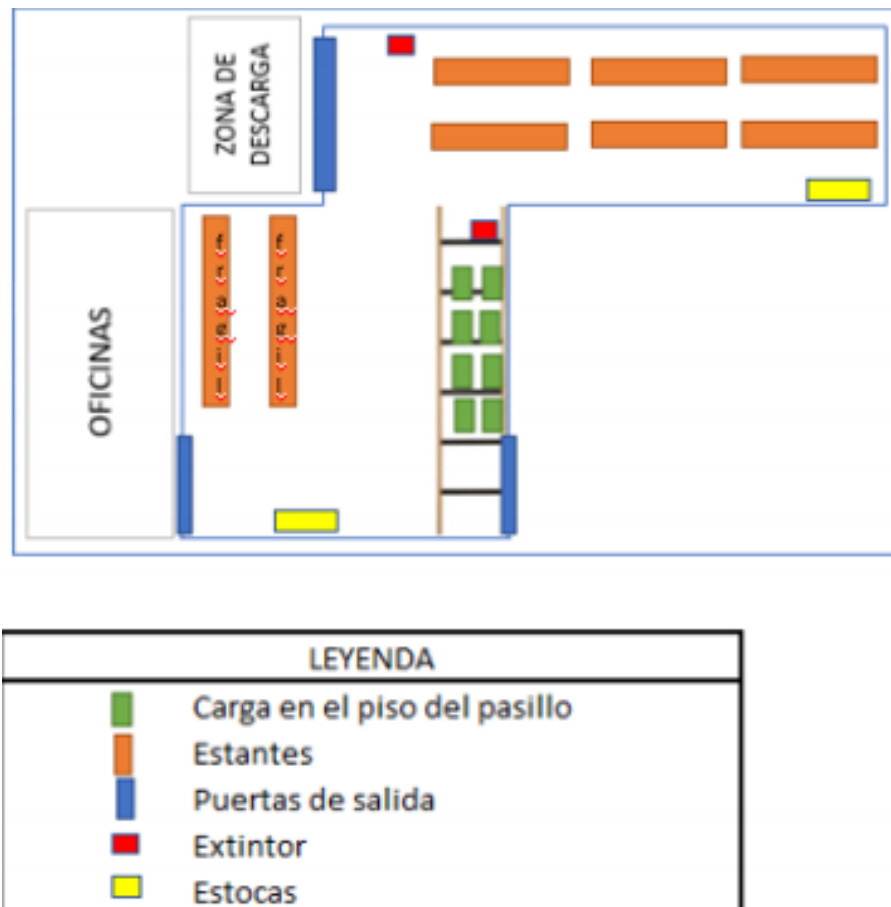 ZONA DE
DESCARGA
OFICINAS
LEYENDA
Carga en el piso del pasillo
Estantes
Puertas de salida
Extintor
Estocas